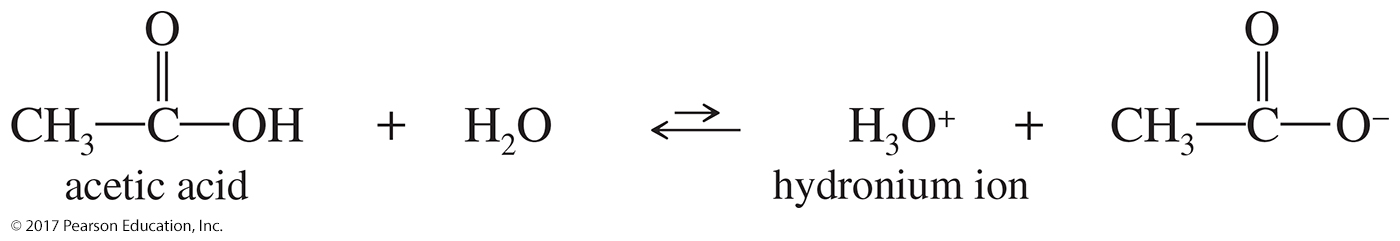 O O
CH₃—C—OH + H₂O ⇌ H₃O⁺ + CH₃—C—O⁻
acetic acid hydronium ion
© 2017 Pearson Education, Inc.